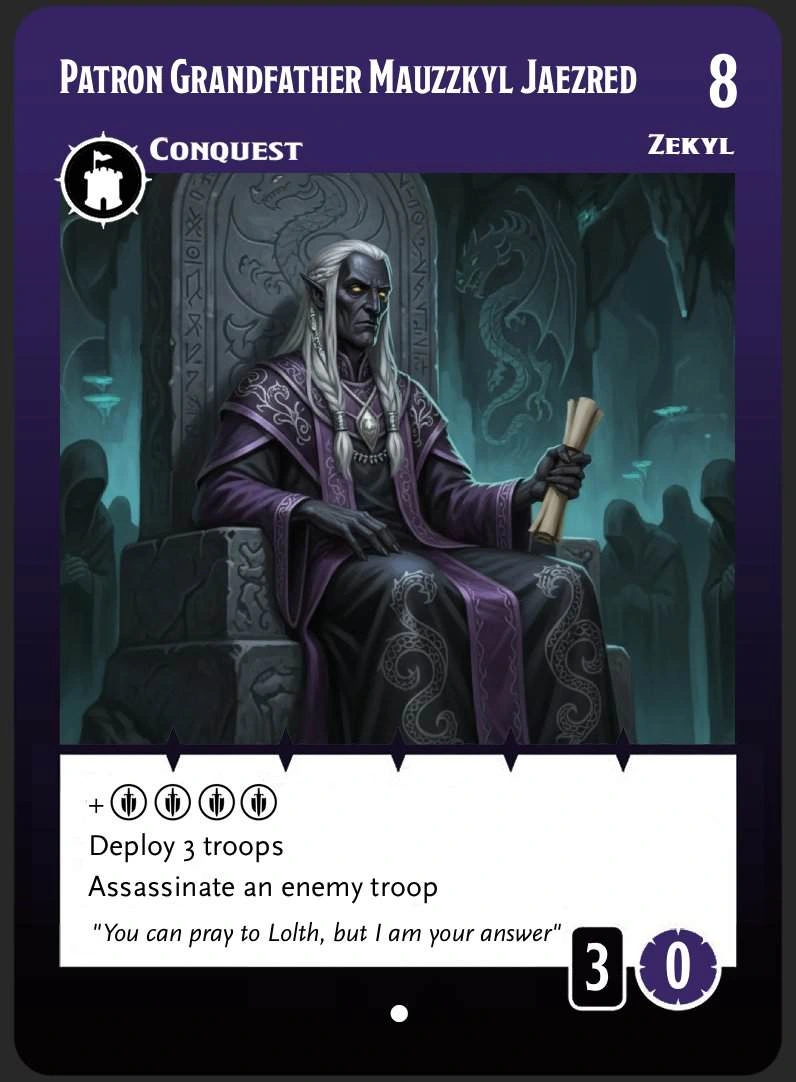 Patron Grandfather Mauzzkyl Jaezred
8
Conquest
Zekyl
+
Deploy 3 troops
Assassinate an enemy troop
"You can pray to Lolth, but I am your answer"
3
0